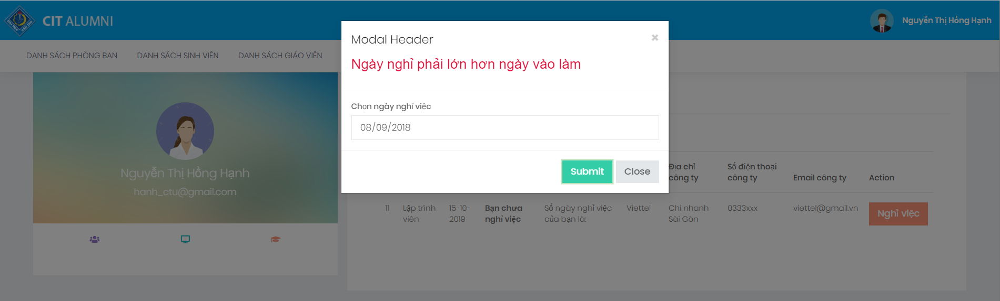 ĐẠI HỌC CẦN THƠ
CIT ALUMNI
Nguyễn Thị Hồng Hạnh
DANH SÁCH PHÒNG BAN DANH SÁCH SINH VIÊN DANH SÁCH GIÁO VIÊN
Modal Header
×
Ngày nghỉ phải lớn hơn ngày vào làm
Chọn ngày nghỉ việc
08/09/2018
Submit Close
Nguyễn Thị Hồng Hạnh
hanh_ctu@gmail.com
Địa chỉ
công ty
Số điện thoại
công ty
Email công ty
Action
11
Lập trình
viên
15-10-
2019
Bạn chưa
nghỉ việc
Số ngày nghỉ việc
của bạn là:
Viettel
Chi nhanh
Sài Gòn
0333xxx
viettel@gmail.vn
Nghỉ việc